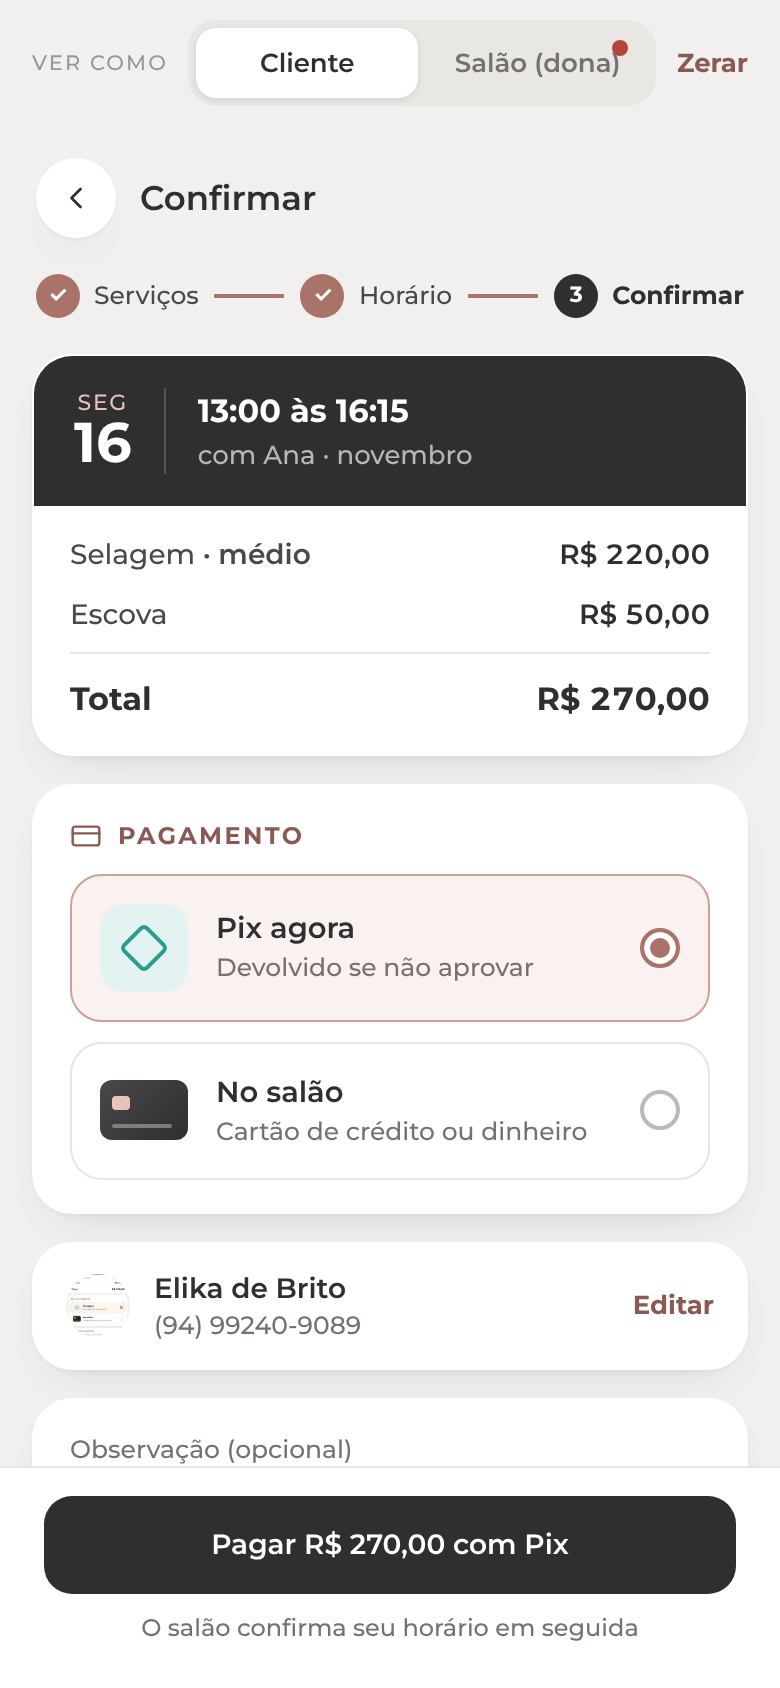 VER COMO Cliente Salão (dona) Zerar
Confirmar
Serviços Horário 3 Confirmar
SEG
16
13:00 às 16:15
com Ana · novembro
Selagem · médio R$ 220,00
Escova R$ 50,00
Total R$ 270,00
PAGAMENTO
Pix agora
Devolvido se não aprovar
No salão
Cartão de crédito ou dinheiro
Elika de Brito
(94) 99240-9089
Editar
Observação (opcional)
Pagar R$ 270,00 com Pix
O salão confirma seu horário em seguida